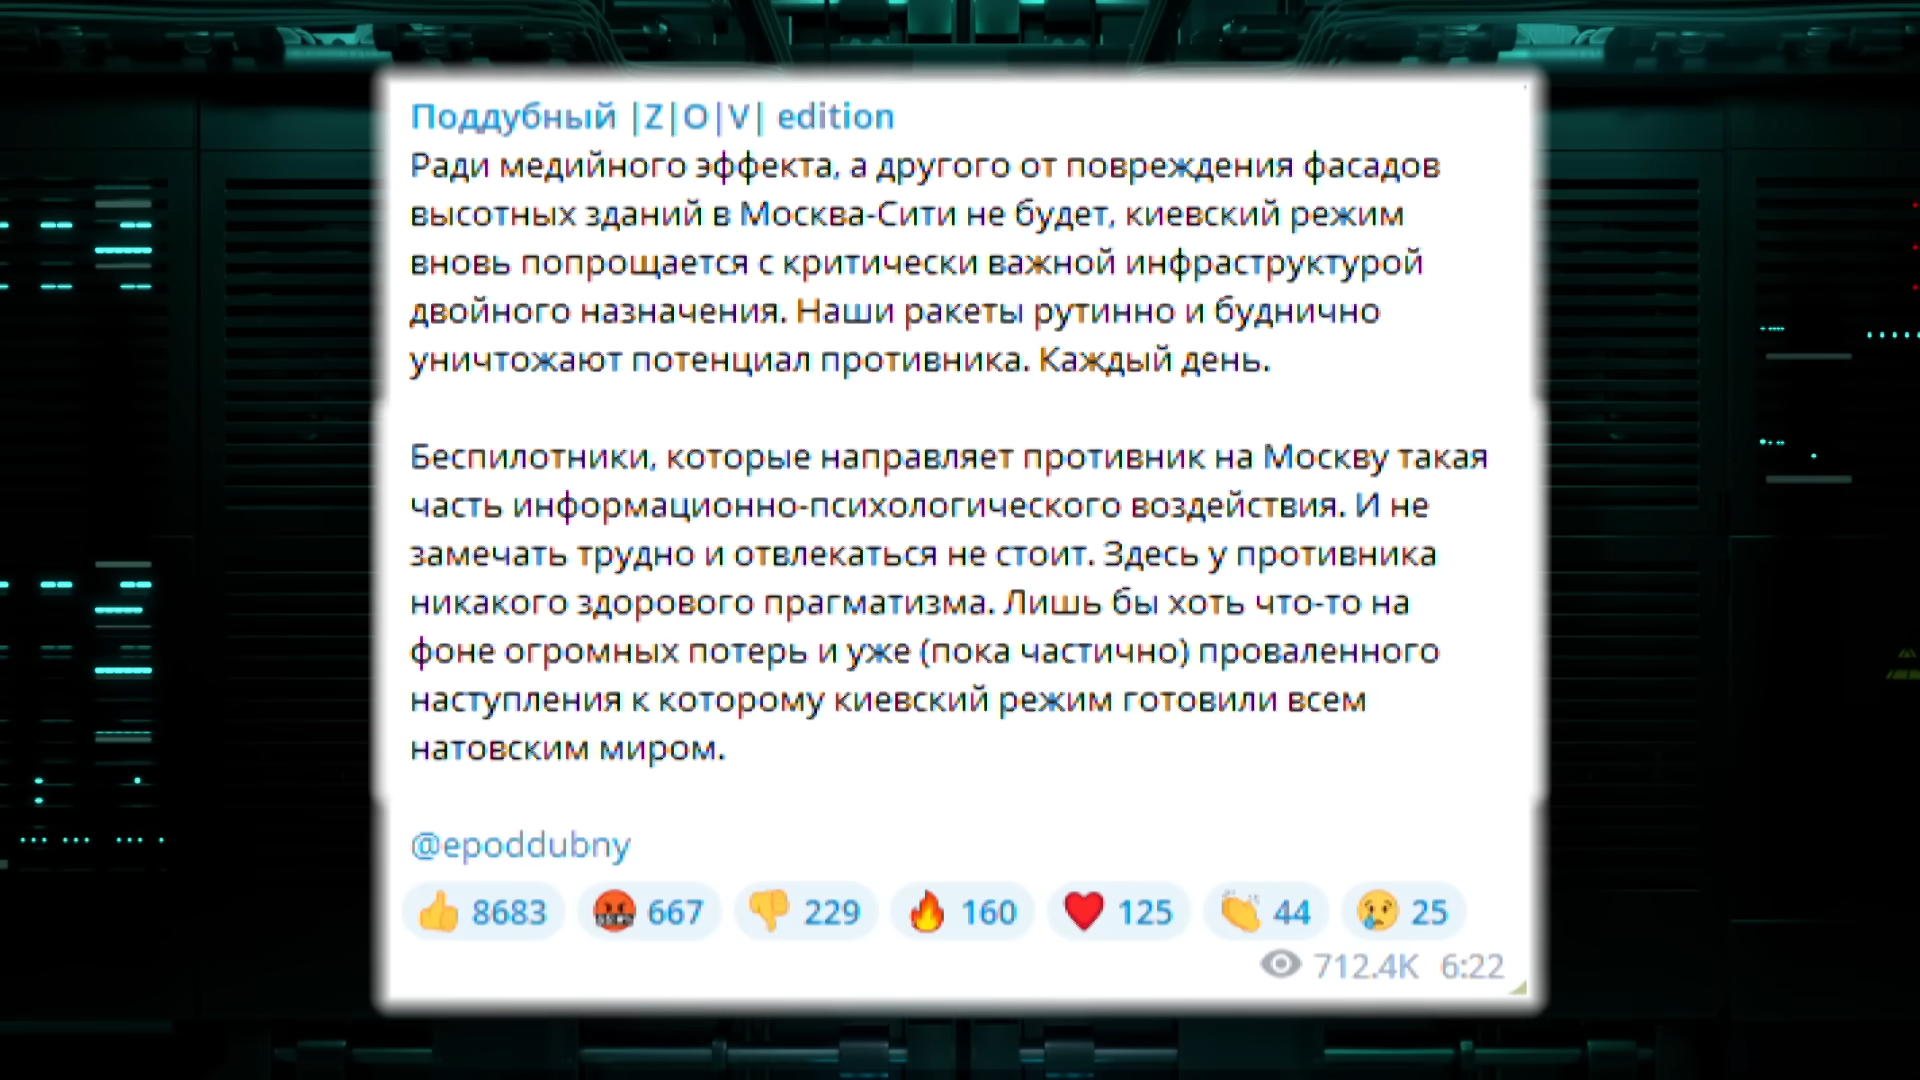 Поддубный |Z|O|V| edition
Ради медийного эффекта, а другого от повреждения фасадов
высотных зданий в Москва-Сити не будет, киевский режим
вновь попрощается с критически важной инфраструктурой
двойного назначения. Наши ракеты рутинно и буднично
уничтожают потенциал противника. Каждый день.
Беспилотники, которые направляет противник на Москву такая
часть информационно-психологического воздействия. И не
замечать трудно и отвлекаться не стоит. Здесь у противника
никакого здорового прагматизма. Лишь бы хоть что-то на
фоне огромных потерь и уже (пока частично) проваленного
наступления к которому киевский режим готовили всем
натовским миром.
@epoddubny
👍 8683 🤬 667 👎 229 🔥 160 ❤️ 125 👏 44 😢 25
712.4K 6:22